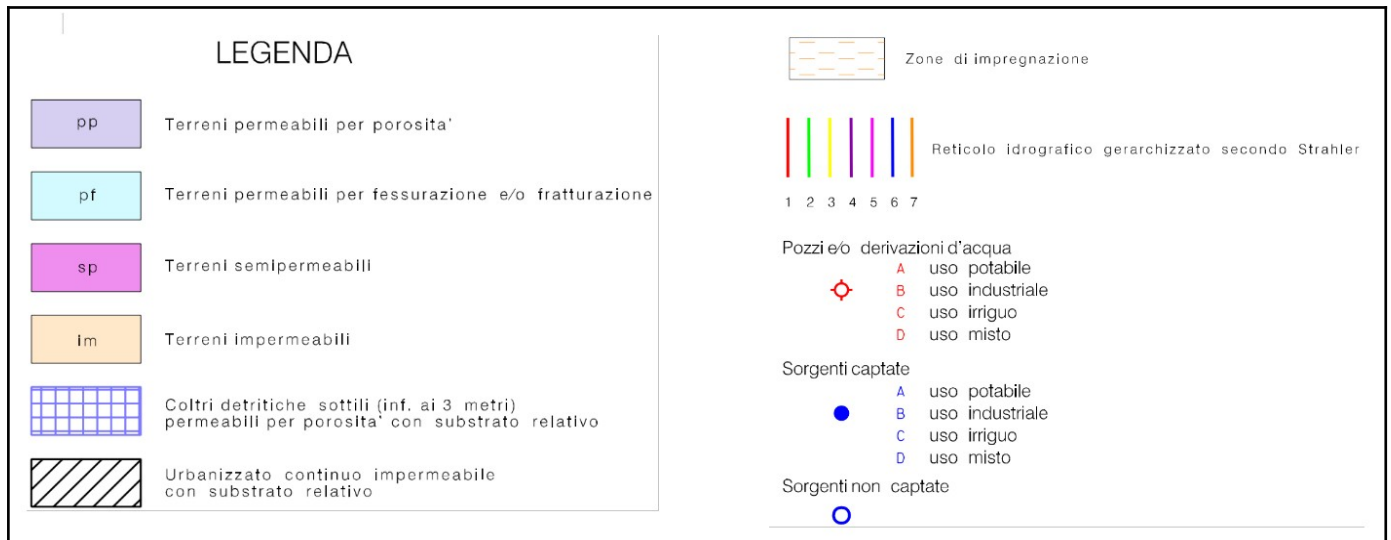 LEGENDA
pp Terreni permeabili per porosita'
pf Terreni permeabili per fessurazione e/o fratturazione
sp Terreni semipermeabili
im Terreni impermeabili
Coltri detritiche sottili (inf. ai 3 metri)
permeabili per porosita' con substrato relativo
Urbanizzato continuo impermeabile
con substrato relativo
Zone di impregnazione
Reticolo idrografico gerarchizzato secondo Strahler
1 2 3 4 5 6 7
Pozzi e/o derivazioni d'acqua
A uso potabile
B uso industriale
C uso irriguo
D uso misto
Sorgenti captate
A uso potabile
B uso industriale
C uso irriguo
D uso misto
Sorgenti non captate